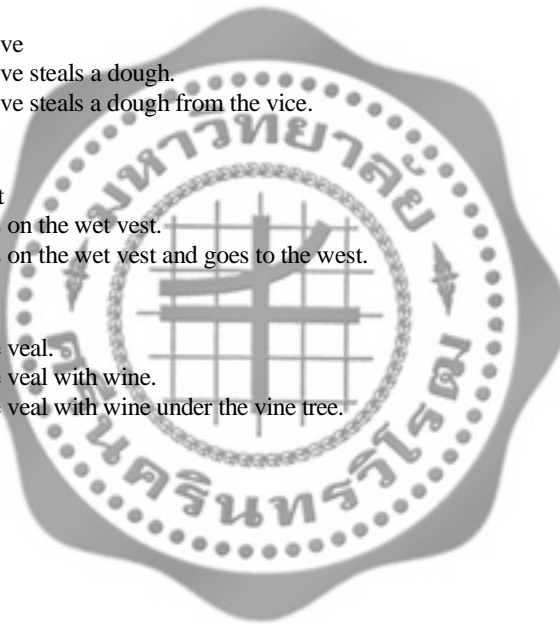 ve
ve steals a dough.
ve steals a dough from the vice.
t
s on the wet vest.
s on the wet vest and goes to the west.
e veal.
e veal with wine.
e veal with wine under the vine tree.
มหาวิทยาลัย
ศรีนครินทรวิโรฒ